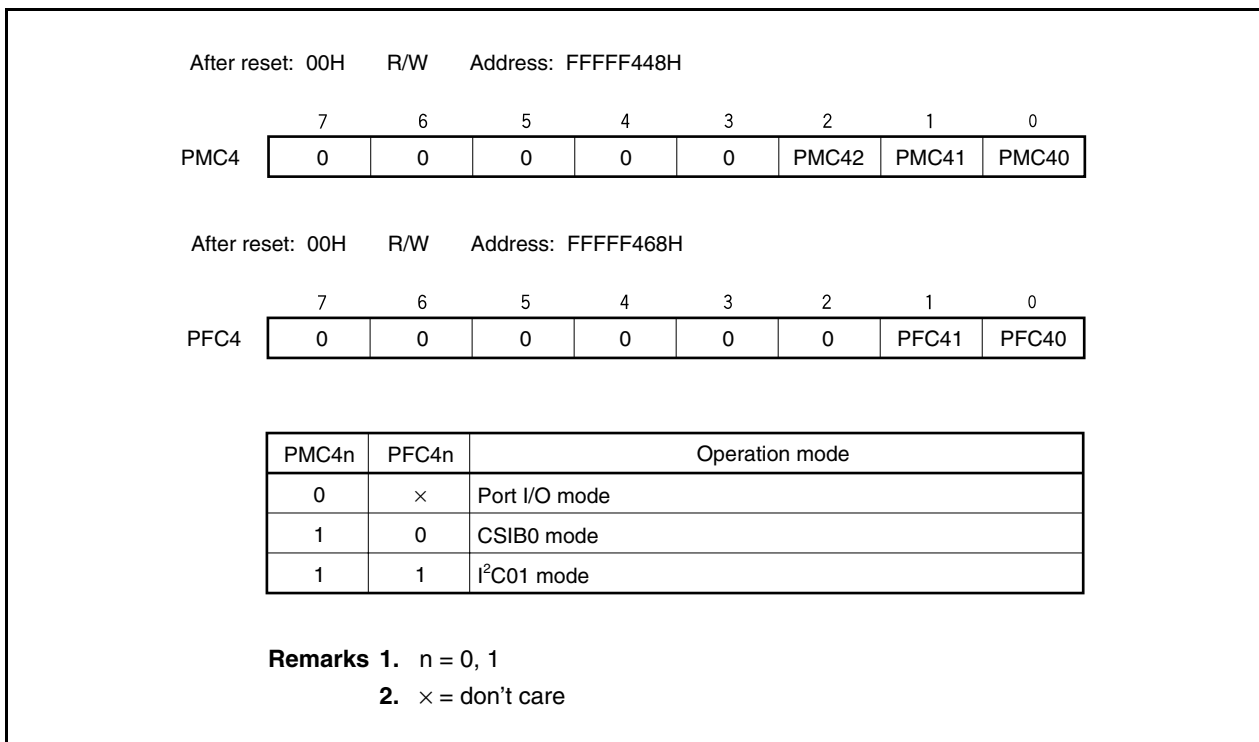 After reset: 00H R/W Address: FFFFF448H
7 6 5 4 3 2 1 0
PMC4 0 0 0 0 0 PMC42 PMC41 PMC40
After reset: 00H R/W Address: FFFFF468H
7 6 5 4 3 2 1 0
PFC4 0 0 0 0 0 0 PFC41 PFC40
PMC4n PFC4n Operation mode
0 × Port I/O mode
1 0 CSIB0 mode
1 1 I²C01 mode
Remarks 1. n = 0, 1
2. × = don't care